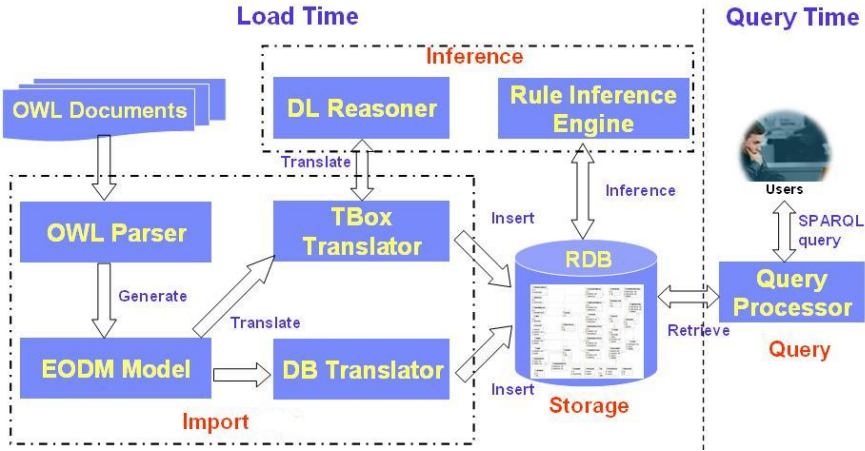 Load Time
Query Time
Inference
OWL Documents
DL Reasoner
Rule Inference
Engine
Translate
Inference
Users
OWL Parser
TBox
Translator
Insert
SPARQL
query
RDB
Query
Processor
Generate
Translate
Retrieve
EODM Model
DB Translator
Insert
Query
Import
Storage